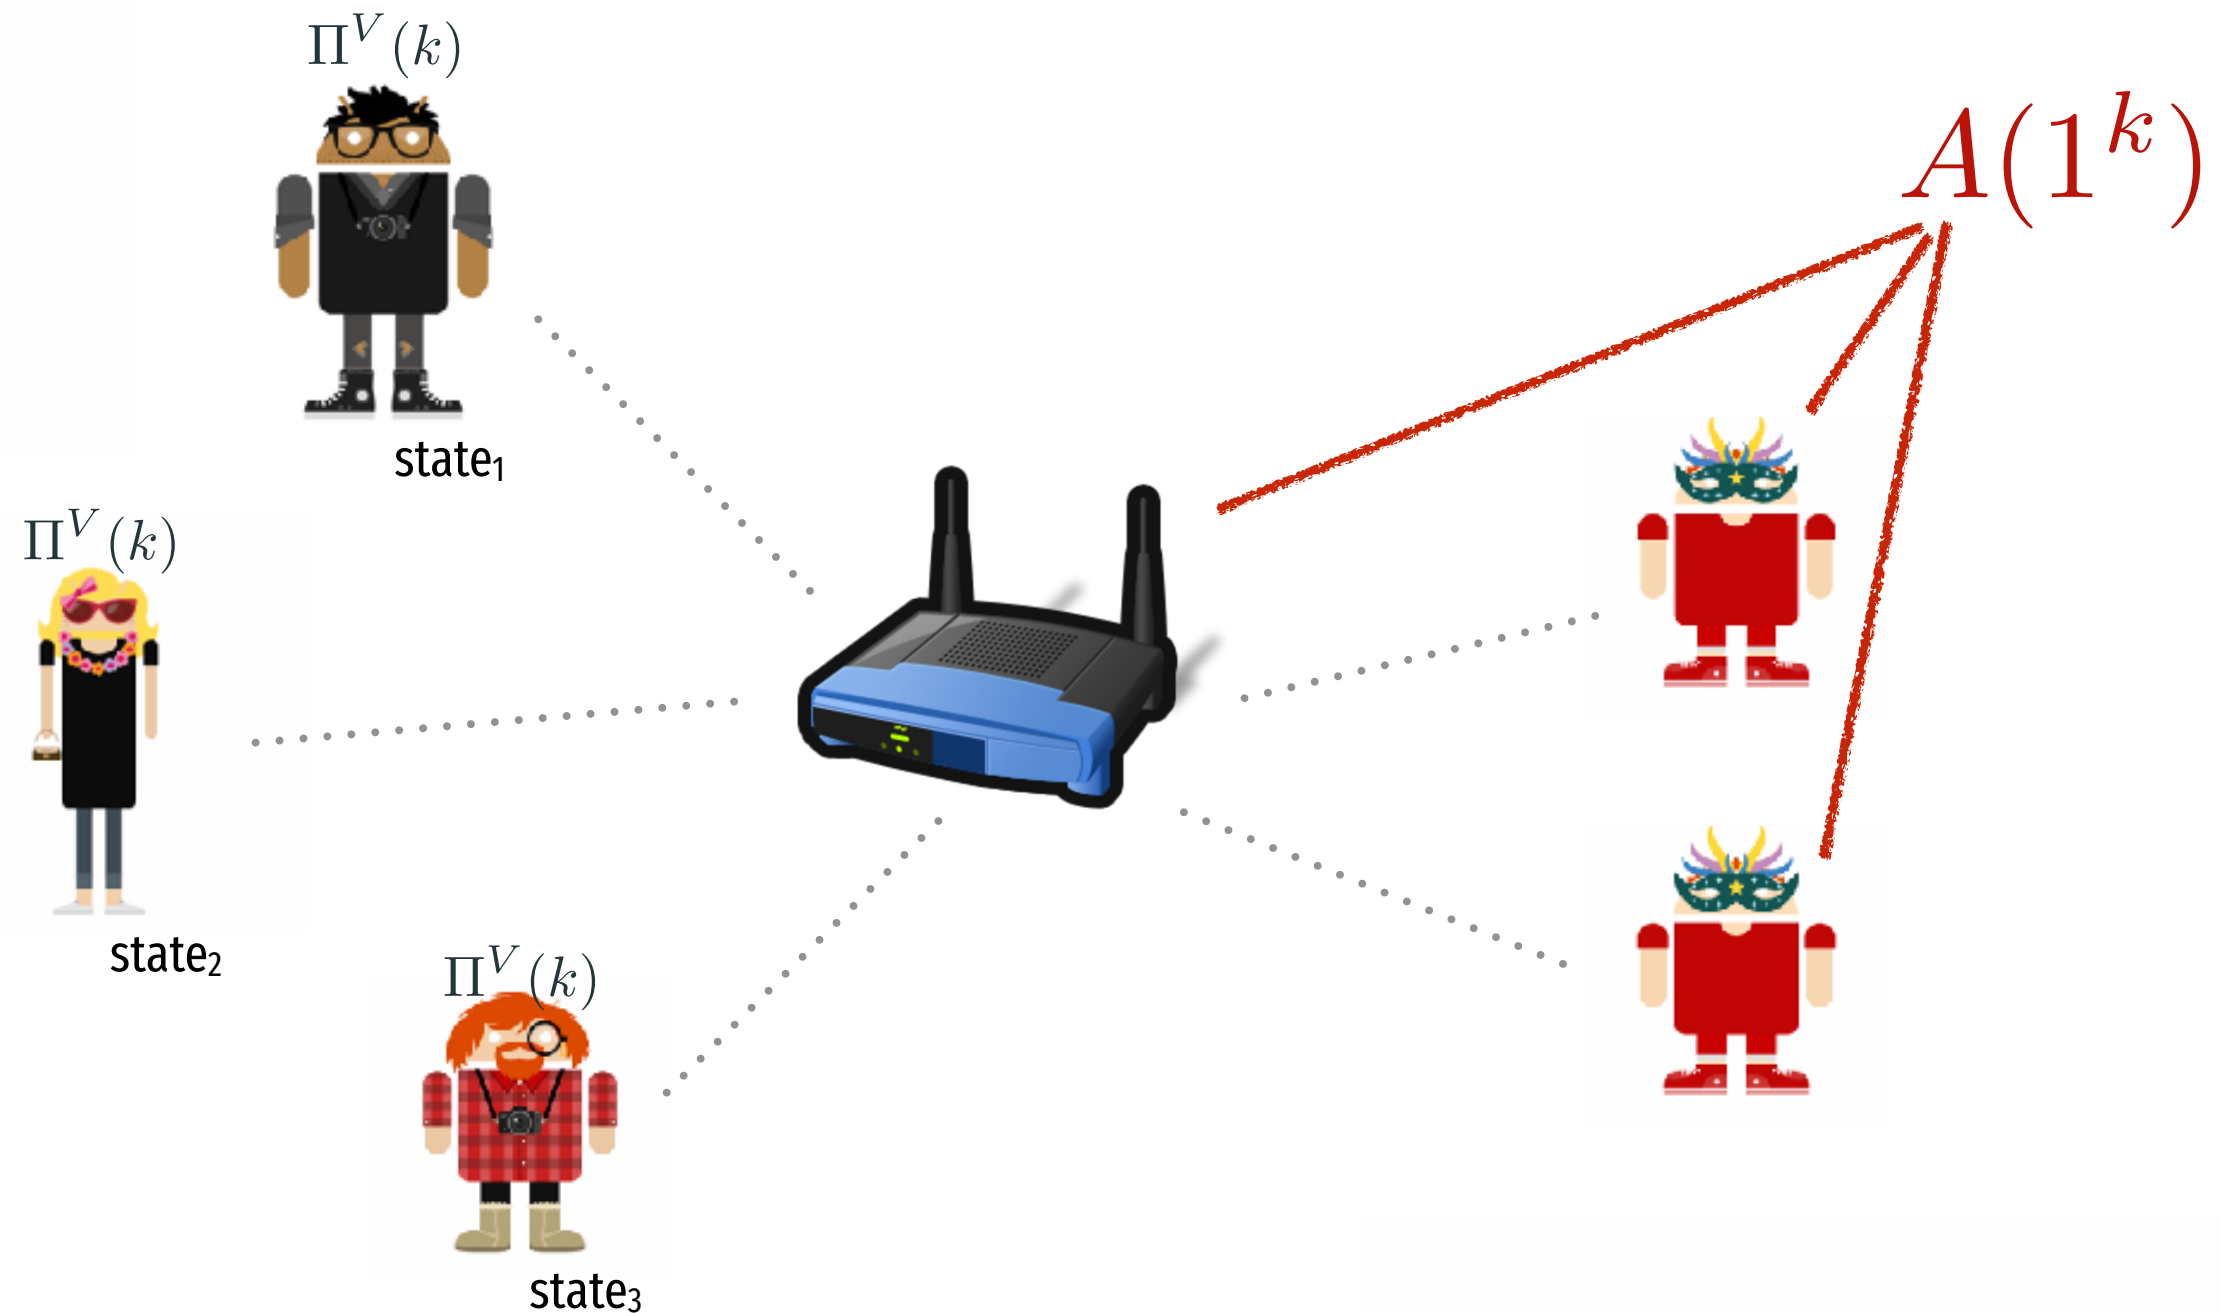 Π^V(k)
A(1^k)
state₁
Π^V(k)
state₂
Π^V(k)
state₃